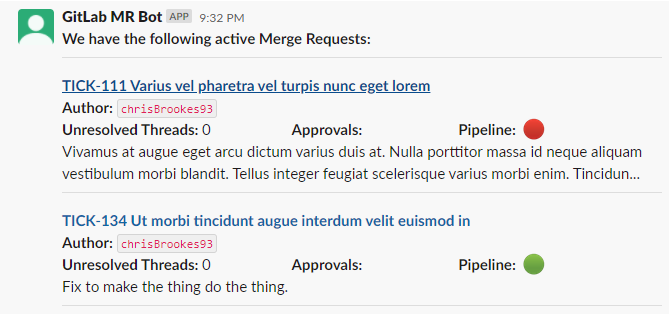 GitLab MR Bot APP 9:32 PM
We have the following active Merge Requests:
TICK-111 Varius vel pharetra vel turpis nunc eget lorem
Author: chrisBrookes93
Unresolved Threads: 0 Approvals: Pipeline:
Vivamus at augue eget arcu dictum varius duis at. Nulla porttitor massa id neque aliquam
vestibulum morbi blandit. Tellus integer feugiat scelerisque varius morbi enim. Tincidun...
TICK-134 Ut morbi tincidunt augue interdum velit euismod in
Author: chrisBrookes93
Unresolved Threads: 0 Approvals: Pipeline:
Fix to make the thing do the thing.